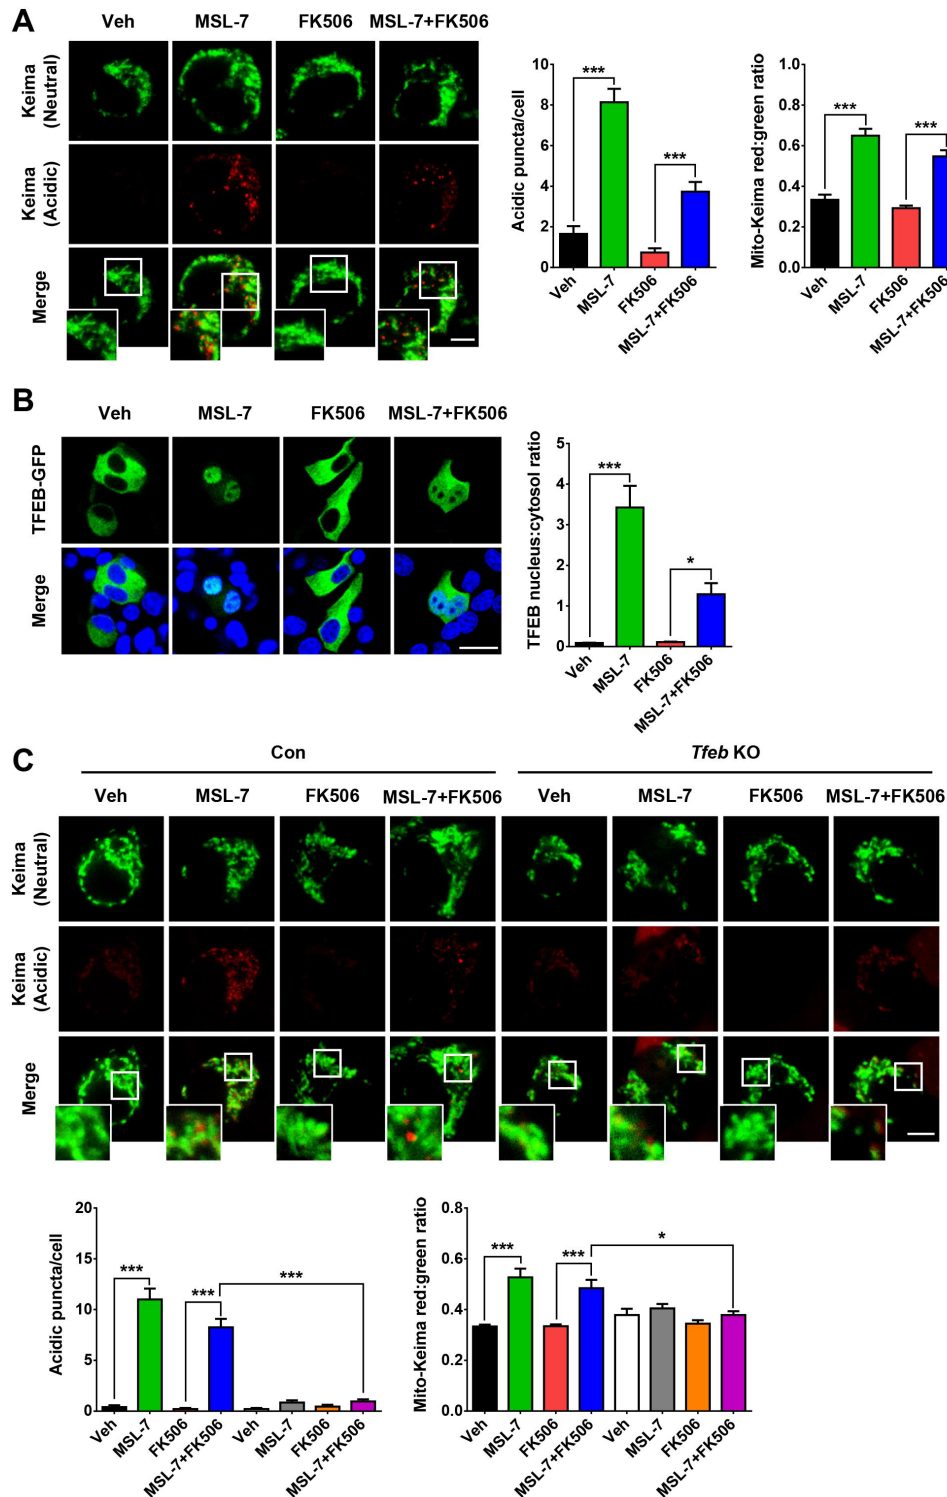 A
Veh MSL-7 FK506 MSL-7+FK506
Keima
(Neutral)
Keima
(Acidic)
Merge
Acidic puncta/cell
10
8
6
4
2
0
***
***
Veh MSL-7 FK506 MSL-7+FK506
Mito-Keima red:green ratio
1.0
0.8
0.6
0.4
0.2
0.0
***
***
Veh MSL-7 FK506 MSL-7+FK506
B
Veh MSL-7 FK506 MSL-7+FK506
TFEB-GFP
Merge
TFEB nucleus:cytosol ratio
5
4
3
2
1
0
***
*
Veh MSL-7 FK506 MSL-7+FK506
C
Con Tfeb KO
Veh MSL-7 FK506 MSL-7+FK506 Veh MSL-7 FK506 MSL-7+FK506
Keima
(Neutral)
Keima
(Acidic)
Merge
Acidic puncta/cell
20
15
10
5
0
***
***
***
Veh MSL-7 FK506 MSL-7+FK506 Veh MSL-7 FK506 MSL-7+FK506
Mito-Keima red:green ratio
0.8
0.6
0.4
0.2
0.0
***
***
*
Veh MSL-7 FK506 MSL-7+FK506 Veh MSL-7 FK506 MSL-7+FK506